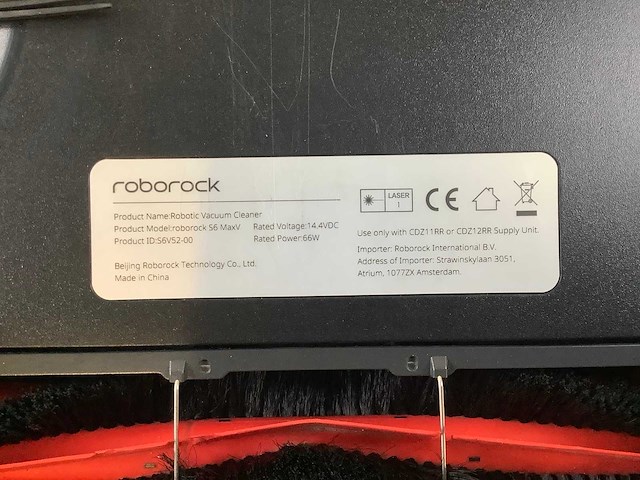 roborock
Product Name:Robotic Vacuum Cleaner
Product Model:roborock S6 MaxV Rated Voltage:14.4VDC
Product ID:S6V52-00 Rated Power:66W
Beijing Roborock Technology Co., Ltd.
Made in China
LASER
1
CE
Use only with CDZ11RR or CDZ12RR Supply Unit.
Importer: Roborock International B.V.
Address of Importer: Strawinskylaan 3051,
Atrium, 1077ZX Amsterdam.